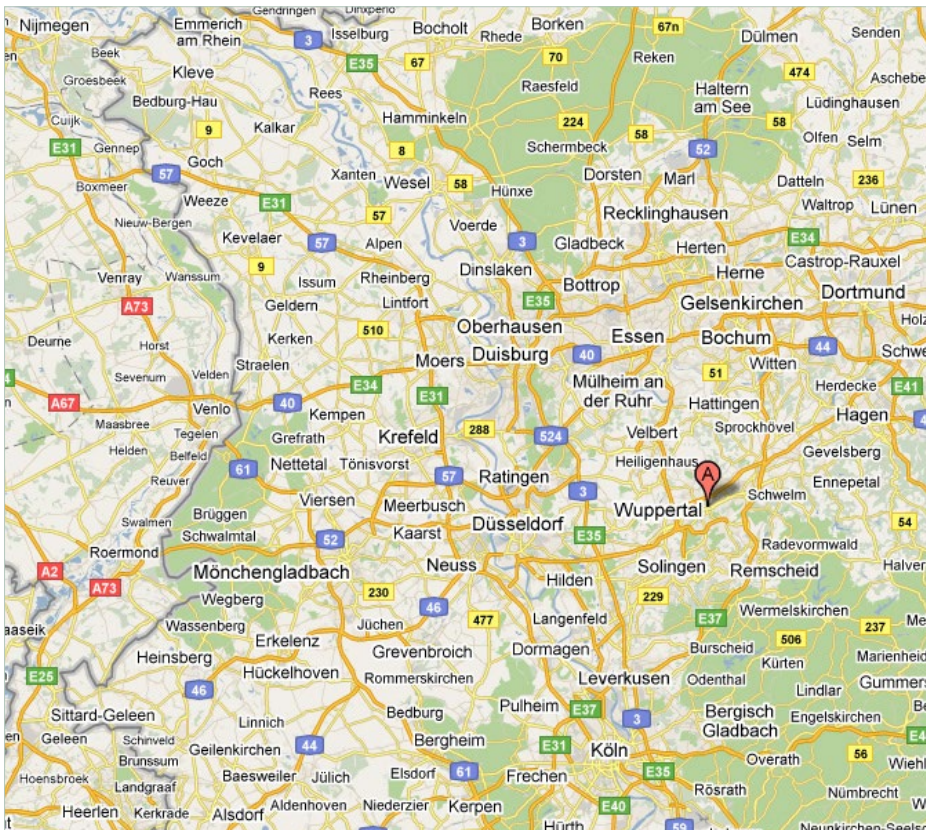 Gendringen
Dinxperlo
Nijmegen
Emmerich
am Rhein
3
Isselburg
Bocholt
Rhede
Borken
67n
Dülmen
Senden
Beek
E35
67
70
Reken
474
Groesbeek
Kleve
Rees
Raesfeld
Haltern
am See
Lüdinghausen
Bedburg-Hau
Cuijk
9
Kalkar
Hamminkeln
224
58
58
Olfen
Selm
E31
Gennep
8
Schermbeck
52
57
Goch
Xanten
Wesel
58
Hünxe
Dorsten
Marl
Datteln
236
Boxmeer
Weeze
E31
57
Recklinghausen
Waltrop
Lünen
Nieuw-Bergen
Kevelaer
57
Alpen
Voerde
3
Gladbeck
Herten
E34
Castrop-Rauxel
Venray
Wanssum
9
Issum
Rheinberg
Dinslaken
Bottrop
Herne
A73
Geldern
Lintfort
E35
Gelsenkirchen
Dortmund
Deurne
Horst
Kerken
510
Oberhausen
Essen
Bochum
44
Straelen
Moers
Duisburg
40
Witten
Sevenum
Velden
E34
E31
Mülheim an
der Ruhr
51
Herdecke
E41
A67
Venlo
40
Kempen
Hattingen
Hagen
Maasbree
Tegelen
Grefrath
Krefeld
288
524
Velbert
Sprockhövel
Helden
Belfeld
61
Nettetal
Tönisvorst
57
Ratingen
3
Heiligenhaus
A
Gevelsberg
Ennepetal
Reuver
Viersen
Meerbusch
Wuppertal
Schwelm
Swalmen
Brüggen
Schwalmtal
52
Kaarst
Düsseldorf
E35
54
Roermond
Radevormwald
A2
A73
Mönchengladbach
Neuss
Hilden
Solingen
Remscheid
Wegberg
230
46
477
229
Wermelskirchen
Wassenberg
Jüchen
Langenfeld
E37
237
Erkelenz
Grevenbroich
Dormagen
Burscheid
506
E25
Heinsberg
Hückelhoven
Rommerskirchen
Leverkusen
Odenthal
Kürten
46
Lindlar
Sittard-Geleen
Linnich
Bedburg
Pulheim
E37
3
Bergisch
Gladbach
Engelskirchen
Geleen
Schinveld
Brunssum
Geilenkirchen
44
Bergheim
E31
Köln
56
Hoensbroek
Landgraaf
Baesweiler
Jülich
Elsdorf
61
Frechen
E35
Overath
Heerlen
Kerkrade
Alsdorf
Aldenhoven
Niederzier
Kerpen
E40
Rösrath
Nümbrecht
Hürth
59